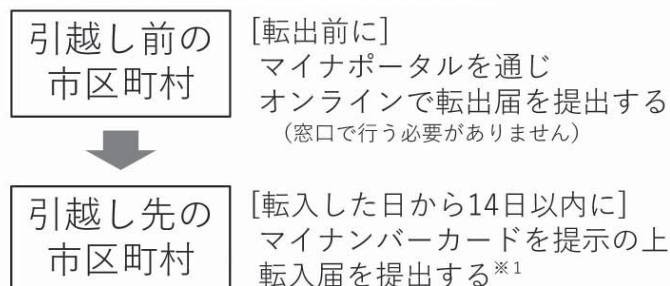 引越し前の
市区町村
[転出前に]
マイナポータルを通じ
オンラインで転出届を提出する
(窓口で行う必要がありません)
引越し先の
市区町村
[転入した日から14日以内に]
マイナンバーカードを提示の上
転入届を提出する※1